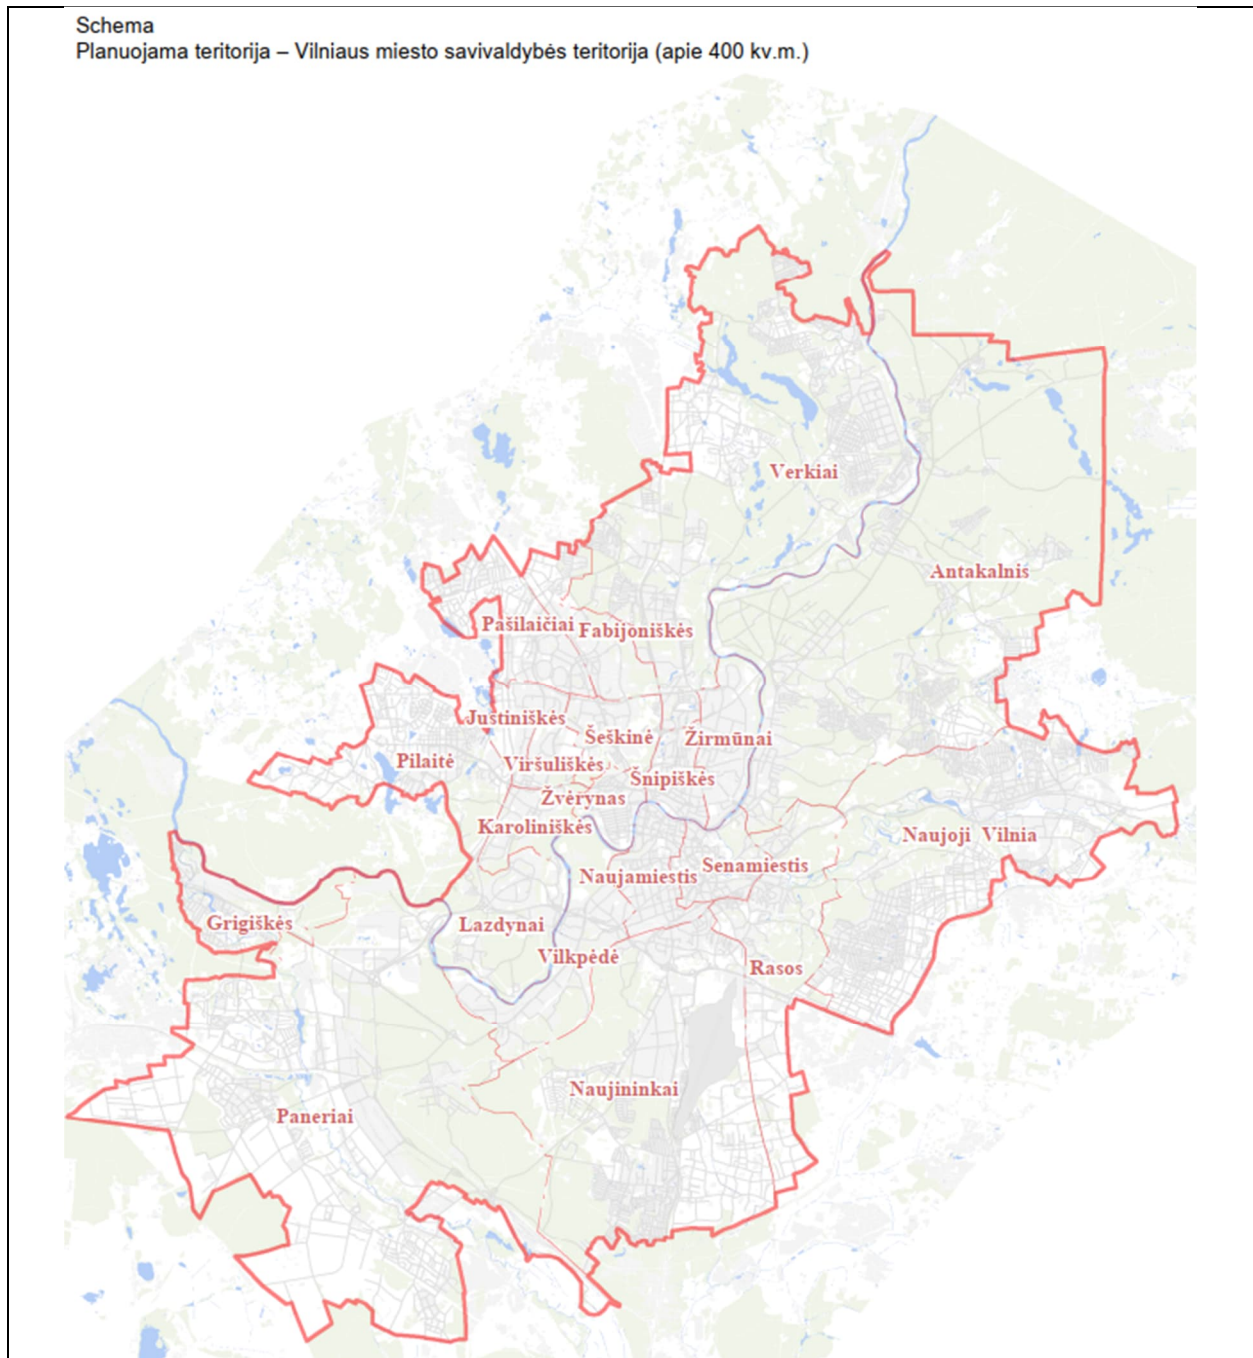 Schema
Planuojama teritorija – Vilniaus miesto savivaldybės teritorija (apie 400 kv.m.)
Verkiai
Antakalnis
Pašilaičiai
Fabijoniškės
Justiniškės
Šeškinė
Žirmūnai
Pilaitė
Viršuliškės
Šnipiškės
Žvėrynas
Karoliniškės
Naujoji Vilnia
Senamiestis
Naujamiestis
Grigiškės
Lazdynai
Vilkpėdė
Rasos
Naujininkai
Paneriai